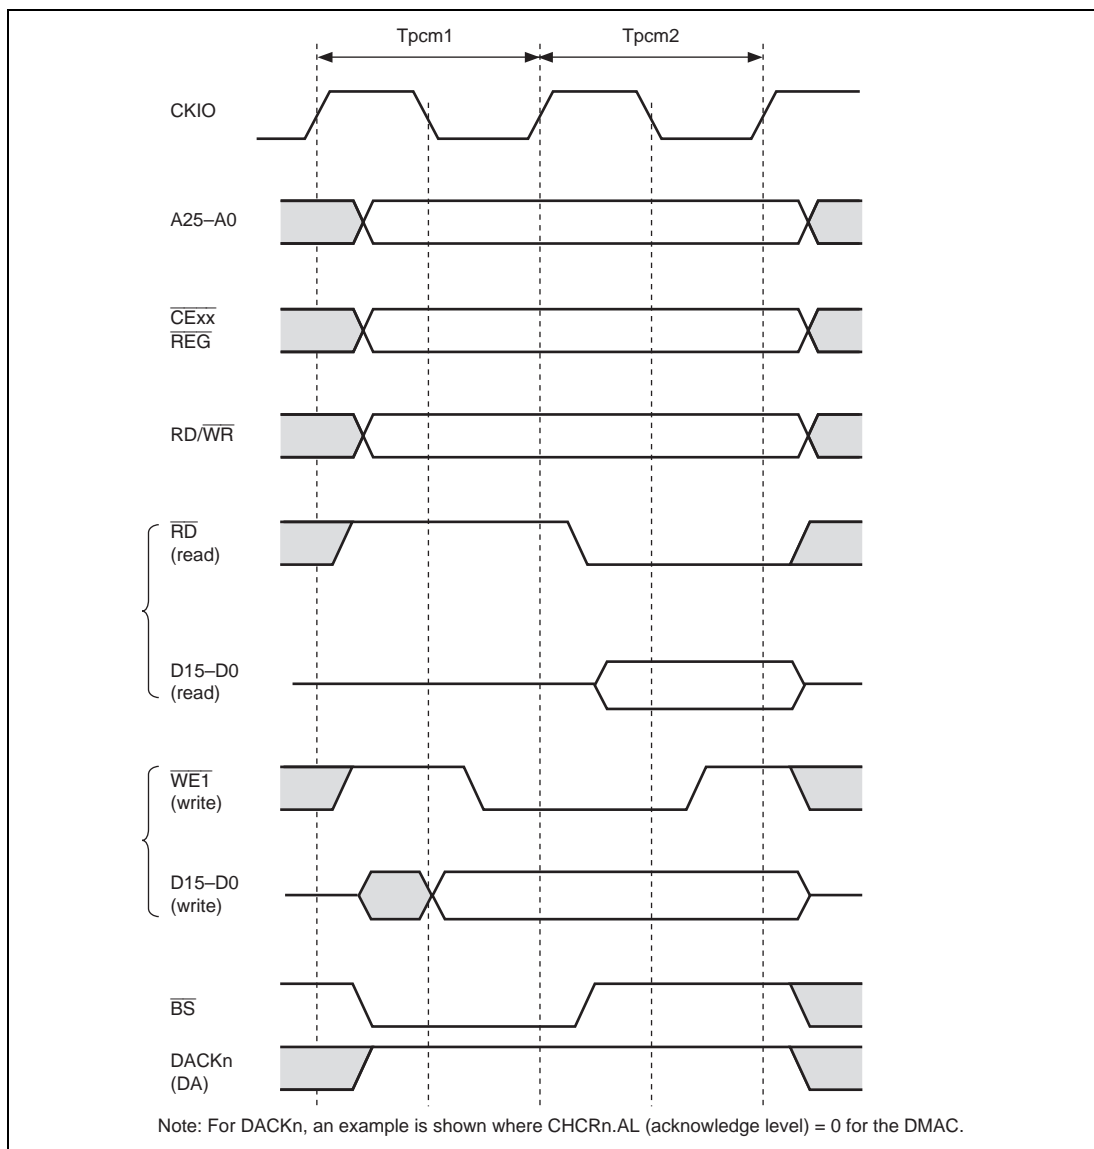 Tpcm1 Tpcm2
CKIO
A25–A0
CExx
REG
RD/WR
RD
(read)
D15–D0
(read)
WE1
(write)
D15–D0
(write)
BS
DACKn
(DA)
Note: For DACKn, an example is shown where CHCRn.AL (acknowledge level) = 0 for the DMAC.